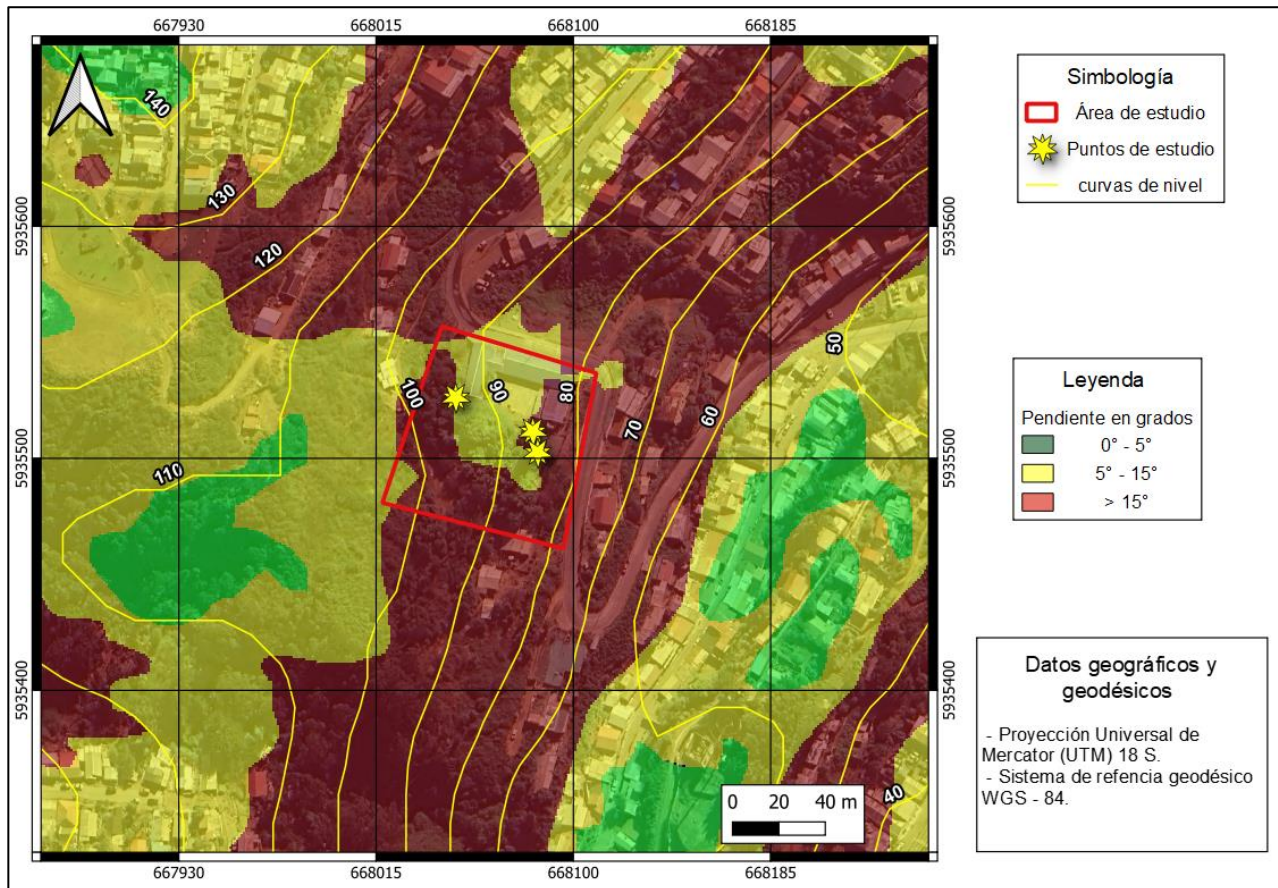 667930
668015
668100
668185
140
130
120
110
100
90
80
70
60
50
40
5935600
5935500
5935400
5935600
5935500
5935400
0 20 40 m
667930
668015
668100
668185
Simbología
Área de estudio
Puntos de estudio
curvas de nivel
Leyenda
Pendiente en grados
0° - 5°
5° - 15°
> 15°
Datos geográficos y
geodésicos
- Proyección Universal de
Mercator (UTM) 18 S.
- Sistema de refencia geodésico
WGS - 84.